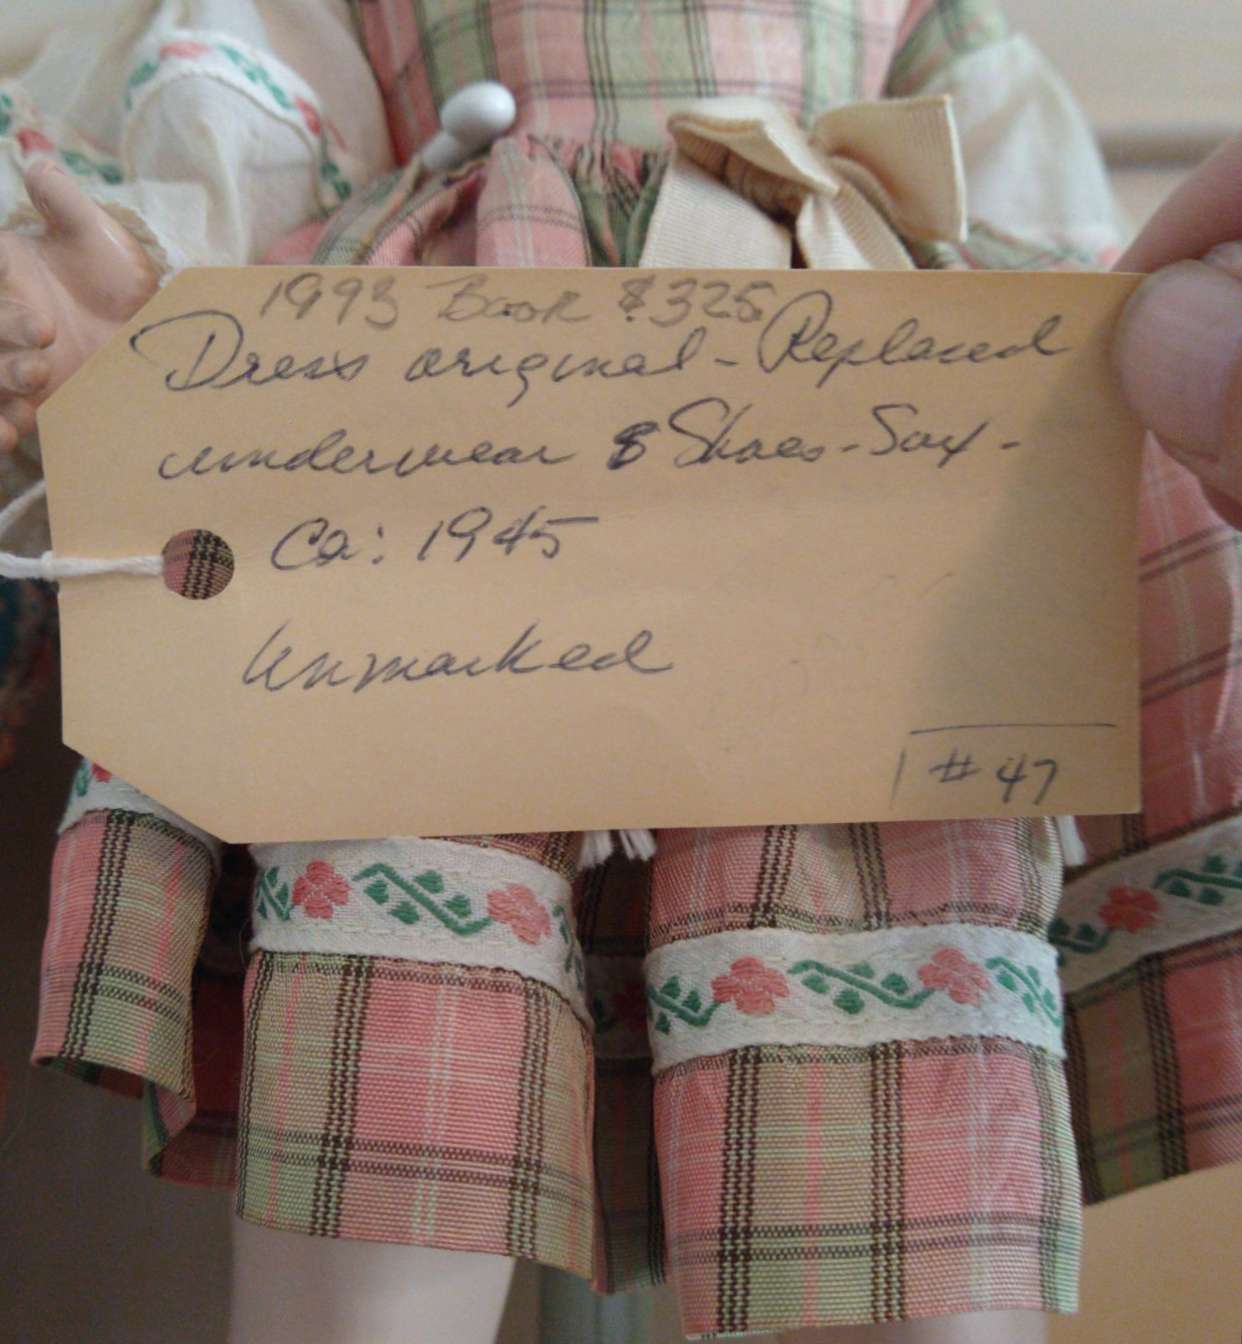 1993 Book $325
Dress original - Replaced
underwear & Shoes - Sox -
Ca: 1945
Unmarked
# 47